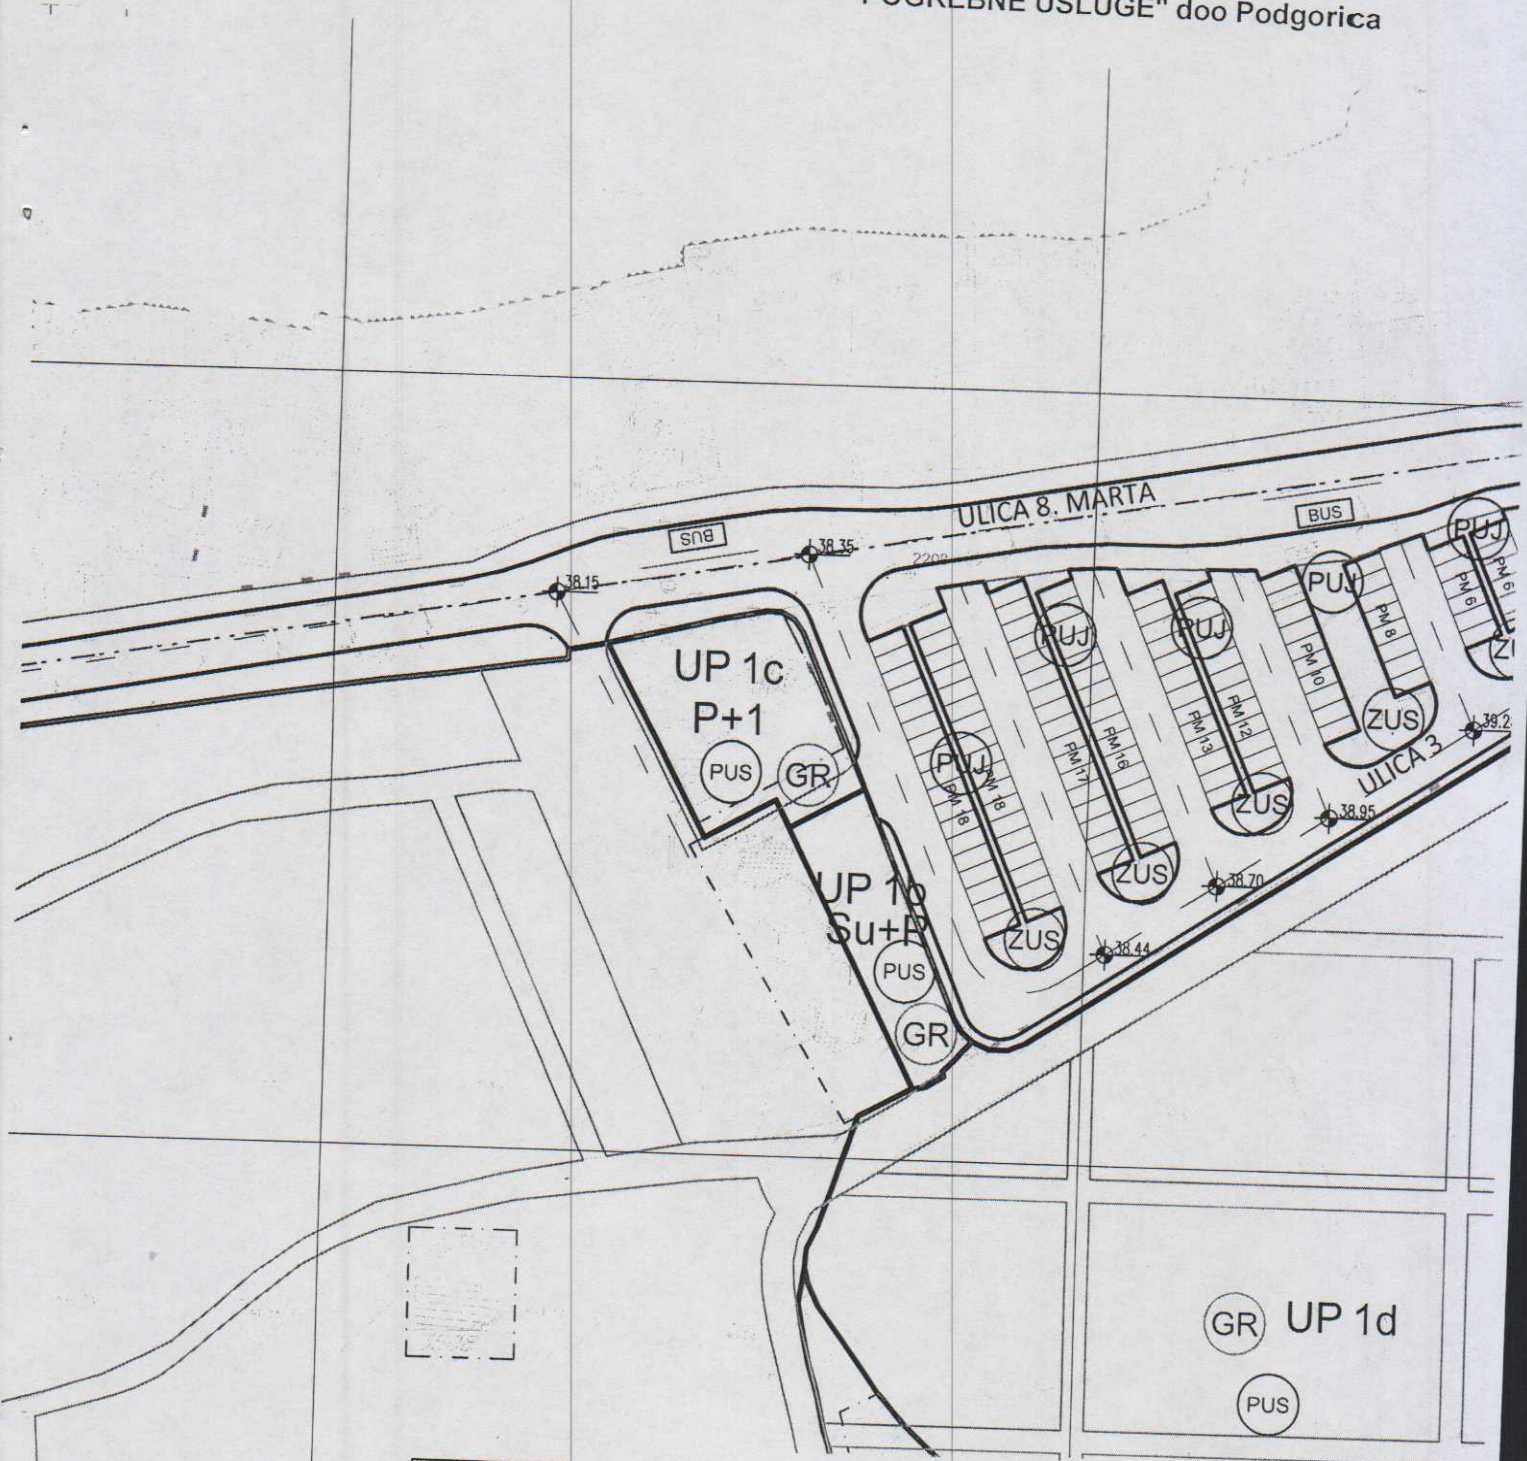 POGREBNE USLUGE" doo Podgorica
ULICA 8. MARTA
BUS
BUS
38.35
38.15
2209
PUJ
PUJ
PUJ
PUJ
PUJ
UP 1c
P+1
PUS
GR
PM 6
PM 6
PM 8
PM 10
PM 12
PM 13
PM 16
PM 17
PM 18
PM 18
ZUS
ZUS
ZUS
ZUS
ULICA 3
38.95
38.70
38.44
UP 1b
Su+P
PUS
GR
GR
UP 1d
PUS